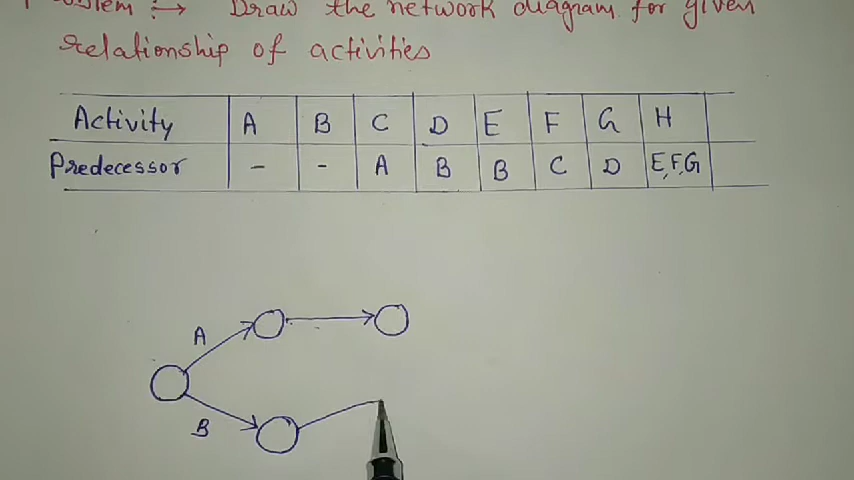 :→ Draw the network diagram for given
relationship of activities
Activity A B C D E F G H
Predecessor - - A B B C D E,F,G
A
B